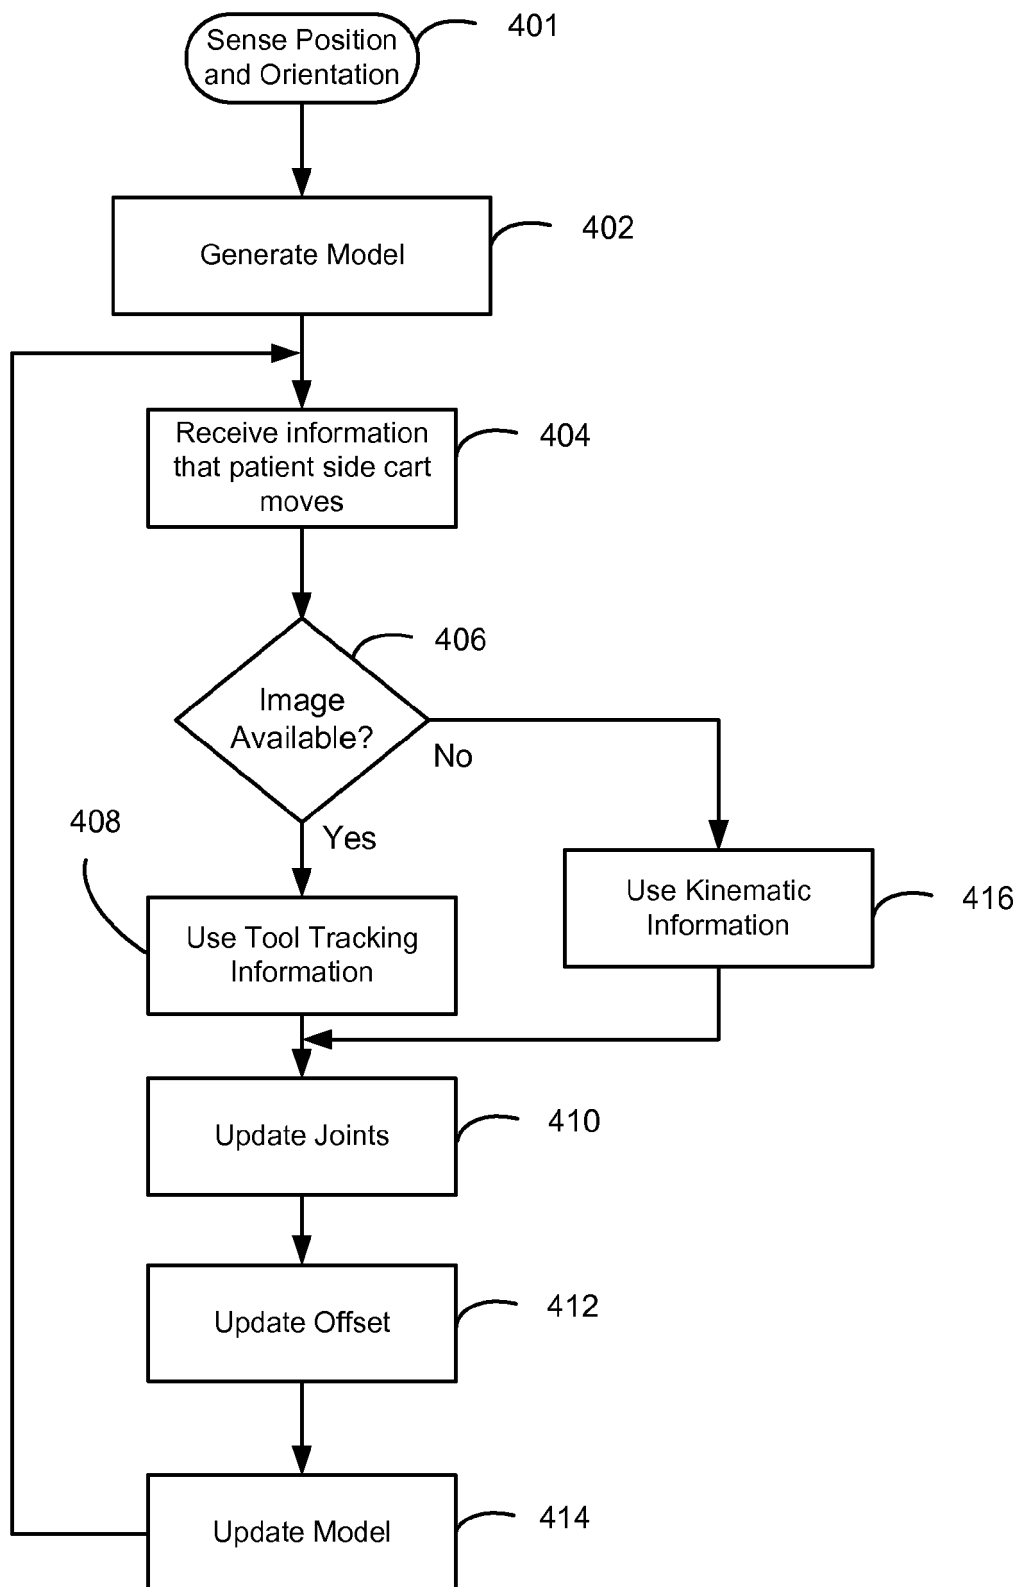 Sense Position
and Orientation
401
Generate Model
402
Receive information
that patient side cart
moves
404
406
Image
Available?
No
Yes
408
Use Tool Tracking
Information
Use Kinematic
Information
416
Update Joints
410
Update Offset
412
Update Model
414